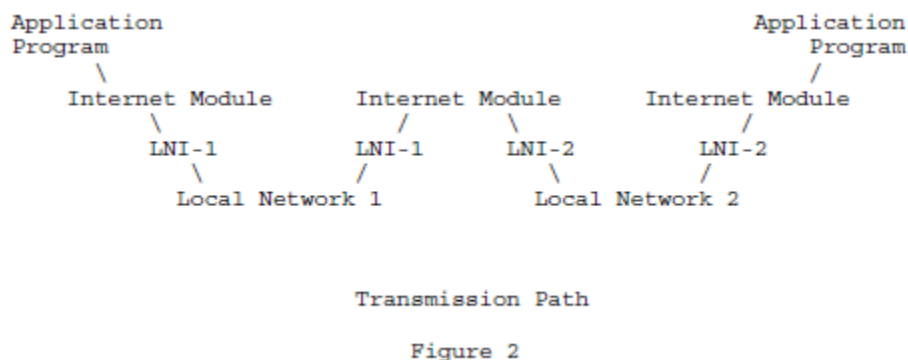 Application Application
Program Program
\ /
Internet Module Internet Module Internet Module
\ / \ /
LNI-1 LNI-1 LNI-2 LNI-2
\ / \ /
Local Network 1 Local Network 2
Transmission Path
Figure 2